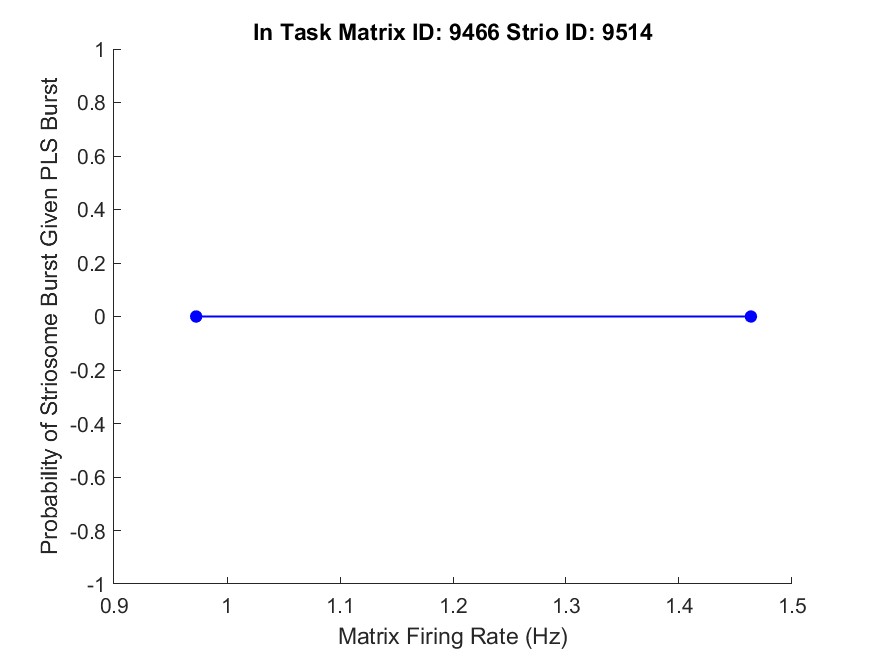 In Task Matrix ID: 9466 Strio ID: 9514
Probability of Striosome Burst Given PLS Burst
1
0.8
0.6
0.4
0.2
0
-0.2
-0.4
-0.6
-0.8
-1
0.9 1 1.1 1.2 1.3 1.4 1.5
Matrix Firing Rate (Hz)